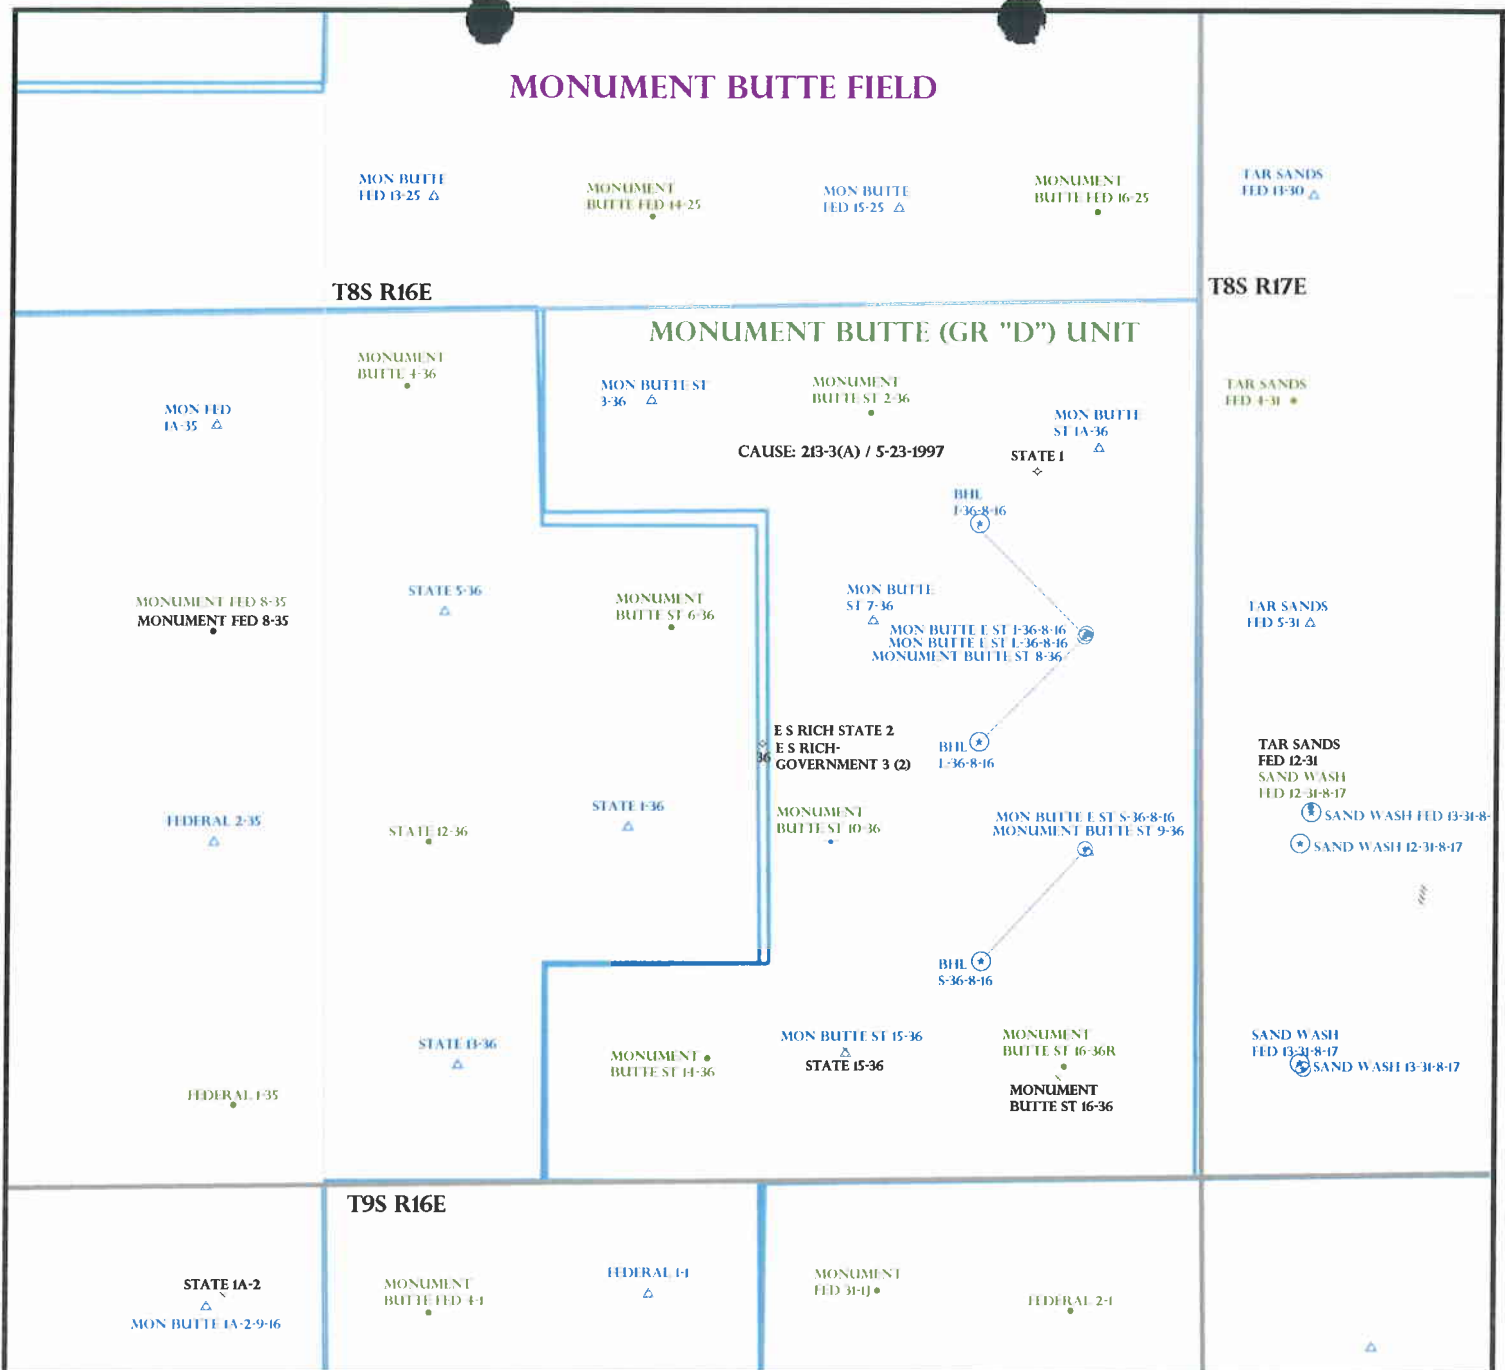 MONUMENT BUTTE FIELD
MON BUTTE
FED 13-25
MONUMENT
BUTTE FED 14-25
MON BUTTE
FED 15-25
MONUMENT
BUTTE FED 16-25
TAR SANDS
FED 13-30
T8S R16E
T8S R17E
MONUMENT BUTTE (GR "D") UNIT
MONUMENT
BUTTE 4-36
MON BUTTE ST
3-36
MONUMENT
BUTTE ST 2-36
TAR SANDS
FED 4-31
MON FED
1A-35
MON BUTTE
ST 1A-36
CAUSE: 213-3(A) / 5-23-1997
STATE 1
BHL
I-36-8-16
MONUMENT FED 8-35
MONUMENT FED 8-35
STATE 5-36
MONUMENT
BUTTE ST 6-36
MON BUTTE
ST 7-36
MON BUTTE E ST I-36-8-16
MON BUTTE E ST L-36-8-16
MONUMENT BUTTE ST 8-36
TAR SANDS
FED 5-31
E S RICH STATE 2
E S RICH-
36
GOVERNMENT 3 (2)
BHL
L-36-8-16
TAR SANDS
FED 12-31
SAND WASH
FED 12-31-8-17
SAND WASH FED 13-31-8-
SAND WASH 12-31-8-17
FEDERAL 2-35
STATE 12-36
STATE 1-36
MONUMENT
BUTTE ST 10-36
MON BUTTE E ST S-36-8-16
MONUMENT BUTTE ST 9-36
BHL
S-36-8-16
STATE 13-36
MONUMENT
BUTTE ST 14-36
MON BUTTE ST 15-36
STATE 15-36
MONUMENT
BUTTE ST 16-36R
MONUMENT
BUTTE ST 16-36
SAND WASH
FED 13-31-8-17
SAND WASH 13-31-8-17
FEDERAL 1-35
T9S R16E
STATE 1A-2
MON BUTTE 1A-2-9-16
MONUMENT
BUTTE FED 4-1
FEDERAL 1-1
MONUMENT
FED 31-1J
FEDERAL 2-1